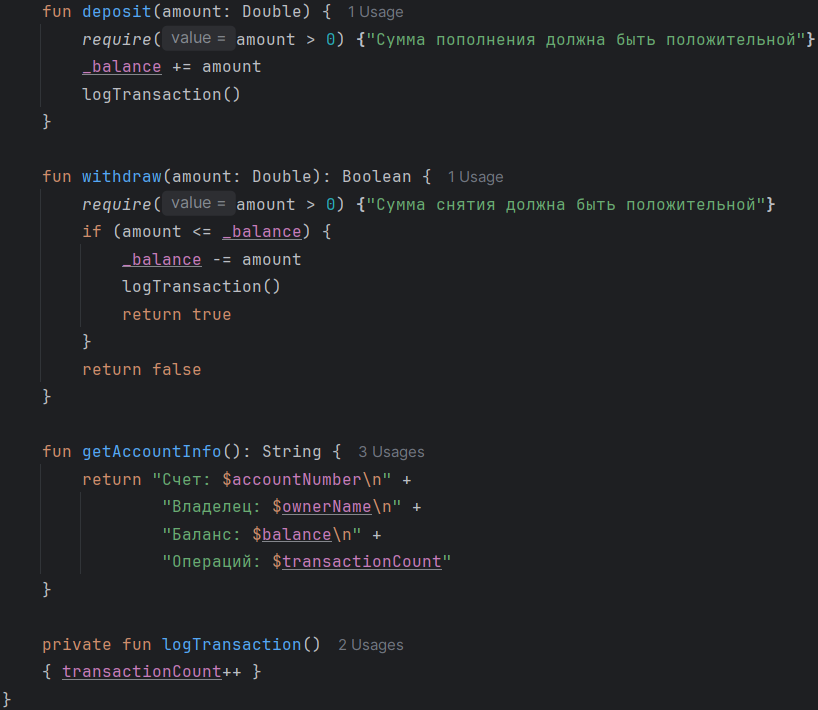 fun deposit(amount: Double) { 1 Usage
require( value = amount > 0) {"Сумма пополнения должна быть положительной"}
_balance += amount
logTransaction()
}
fun withdraw(amount: Double): Boolean { 1 Usage
require( value = amount > 0) {"Сумма снятия должна быть положительной"}
if (amount <= _balance) {
_balance -= amount
logTransaction()
return true
}
return false
}
fun getAccountInfo(): String { 3 Usages
return "Счет: $accountNumber\n" +
"Владелец: $ownerName\n" +
"Баланс: $balance\n" +
"Операций: $transactionCount"
}
private fun logTransaction() 2 Usages
{ transactionCount++ }
}